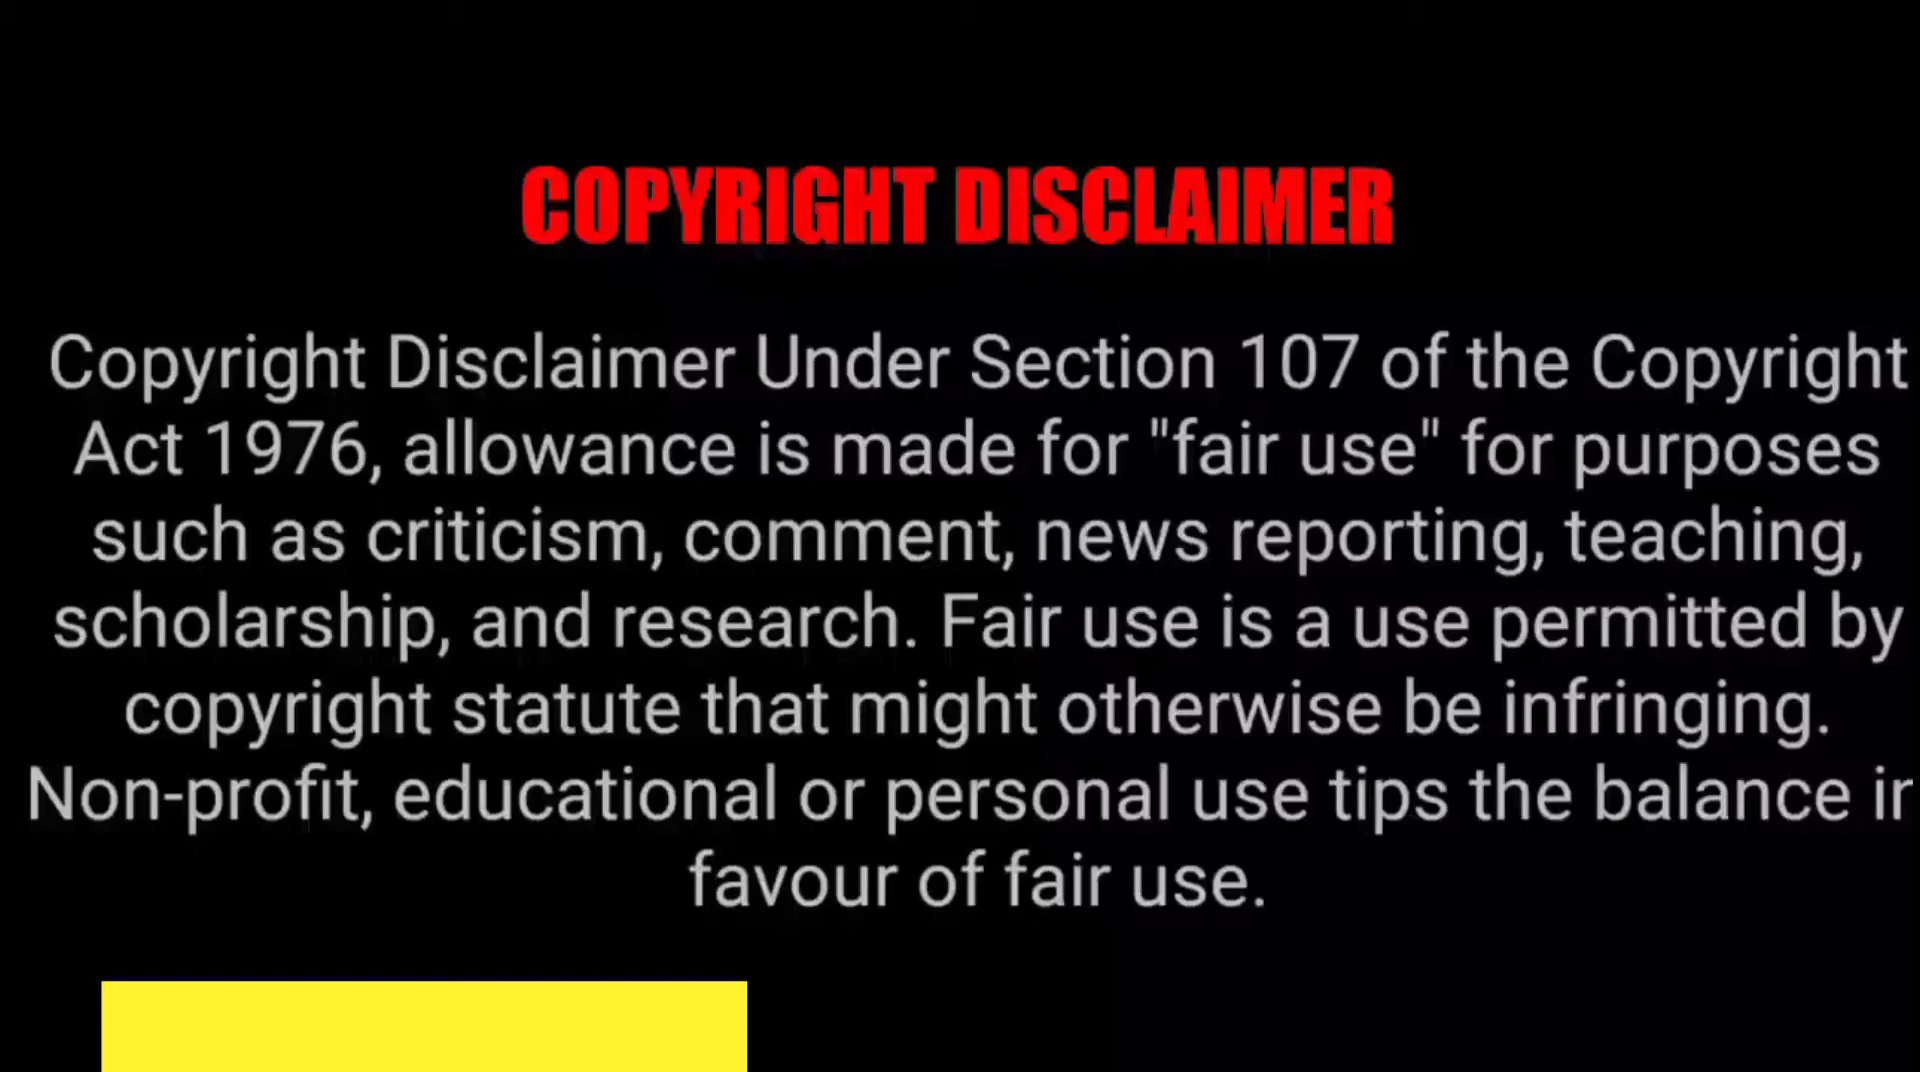 COPYRIGHT DISCLAIMER
Copyright Disclaimer Under Section 107 of the Copyright
Act 1976, allowance is made for "fair use" for purposes
such as criticism, comment, news reporting, teaching,
scholarship, and research. Fair use is a use permitted by
copyright statute that might otherwise be infringing.
Non-profit, educational or personal use tips the balance in
favour of fair use.